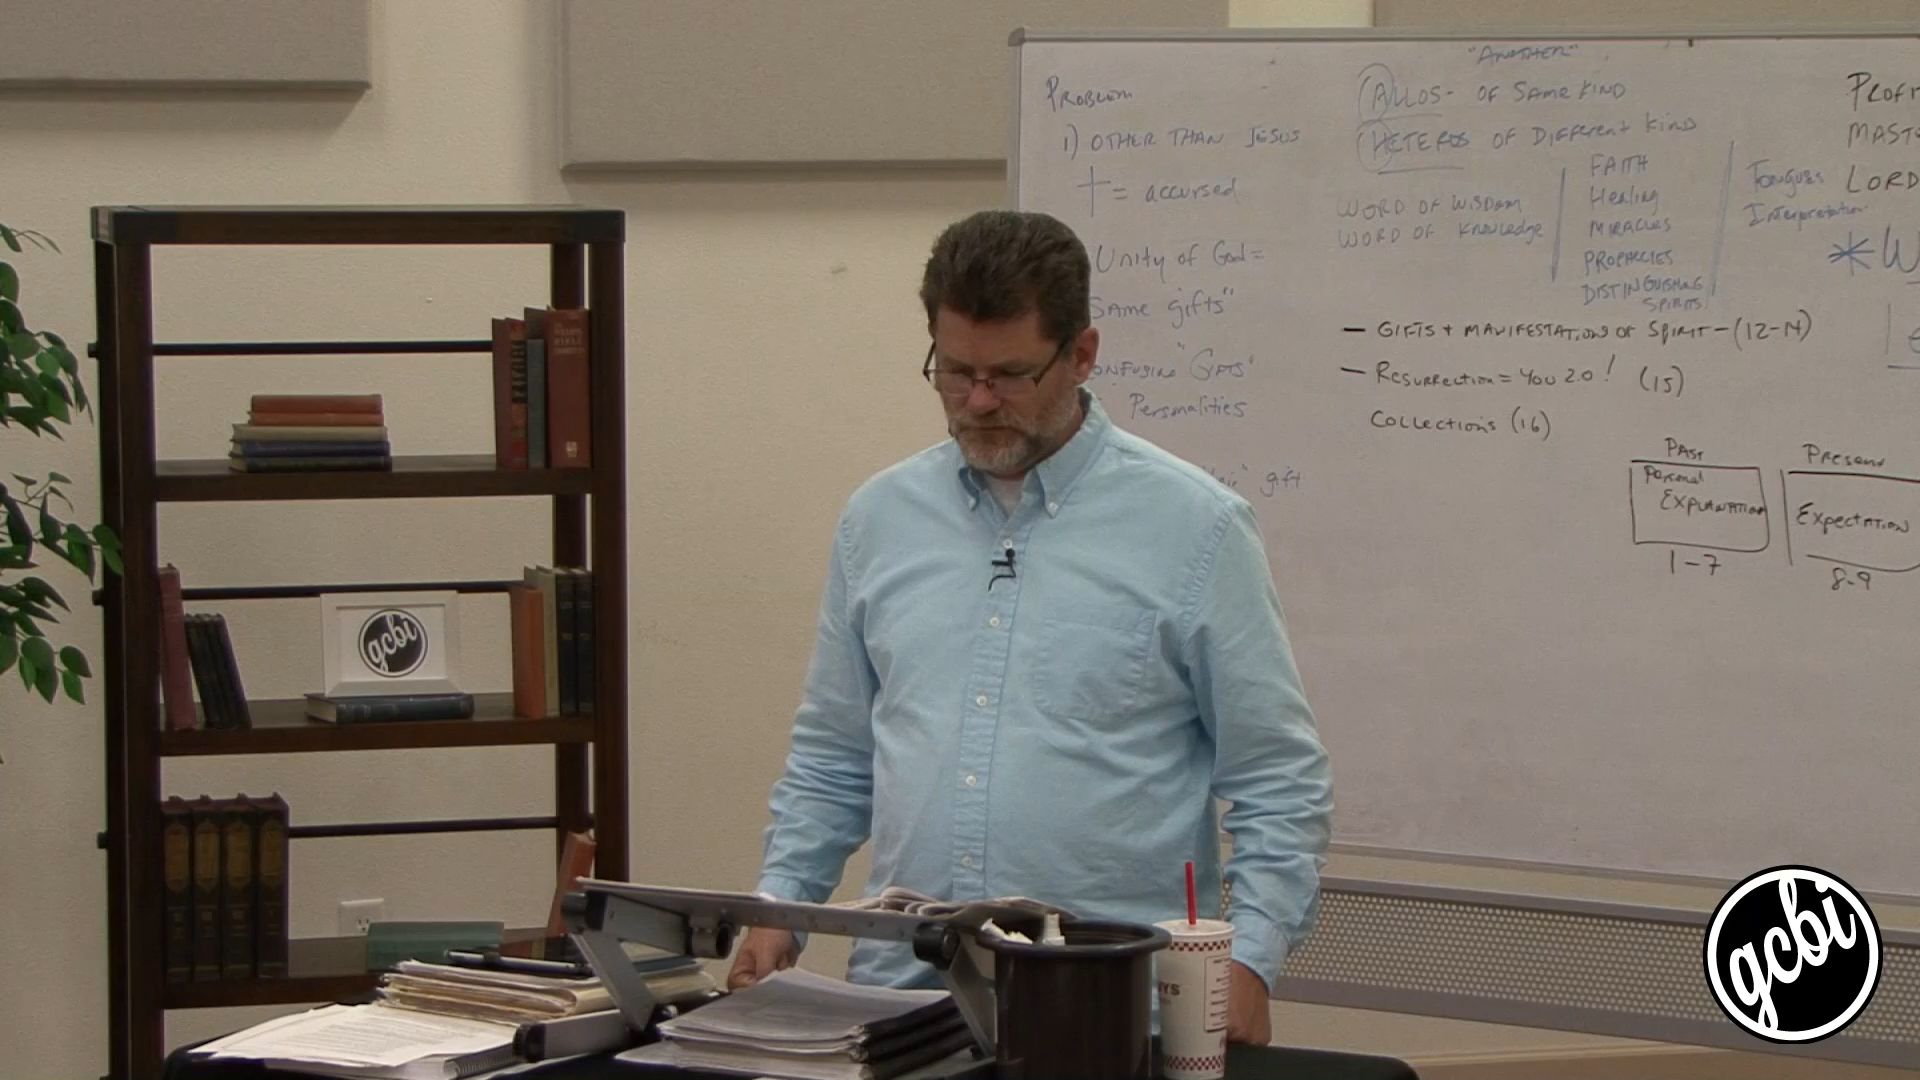 PROBLEM
1) OTHER THAN JESUS
= accursed
Unity of God =
SAME gifts"
"GIFTS"
Personalities
gift
"ANOTHER"
ALLOS - OF SAME KIND
HETEROS OF DIFFERENT KIND
WORD OF WISDOM
WORD OF KNOWLEDGE
FAITH
Healing
MIRACLES
DISTINGUISHING
SPIRITS
TONGUES
Interpretation
LORD
— GIFTS + MANIFESTATIONS OF SPIRIT — (12-14)
— RESURRECTION = YOU 2.0! (15)
COLLECTIONS (16)
PAST
Personal
EXPLANATION
1-7
PRESENT
EXPECTATION
8-9
gcbi
gcbi